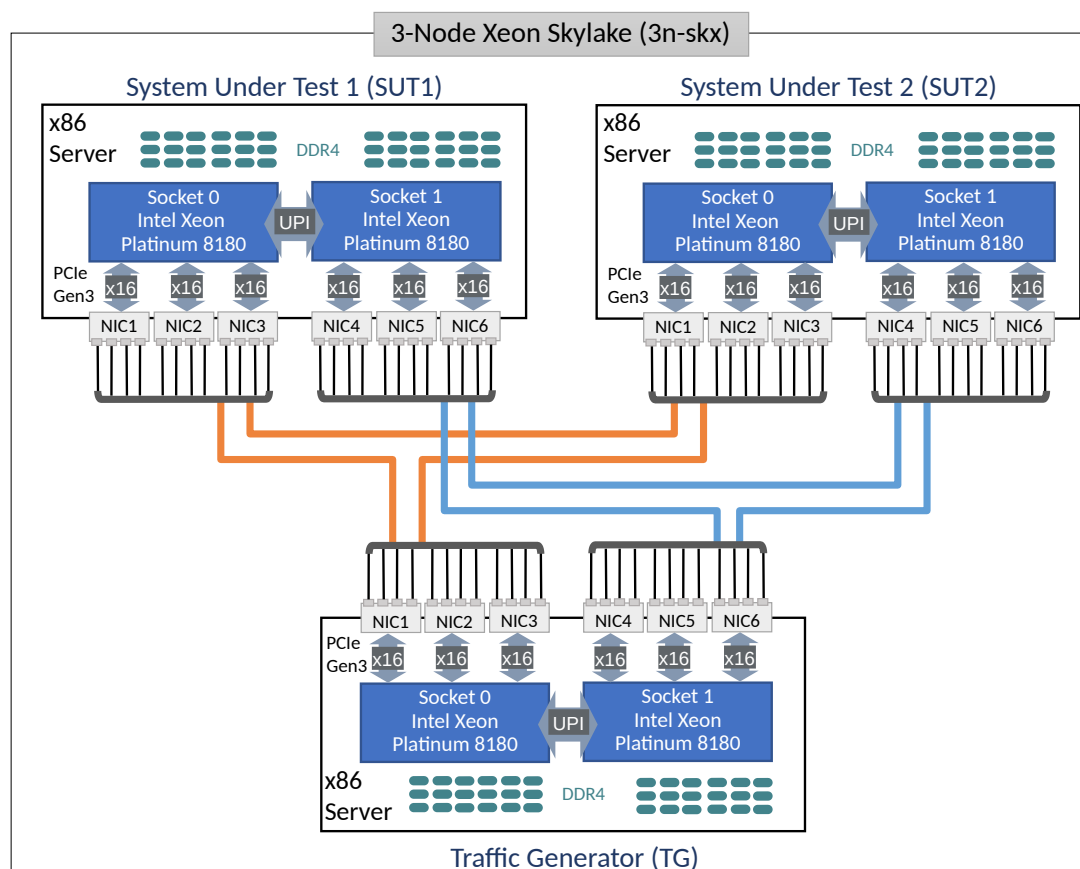 3-Node Xeon Skylake (3n-skx)
System Under Test 1 (SUT1)
x86
Server
DDR4
Socket 0
Intel Xeon
Platinum 8180
UPI
Socket 1
Intel Xeon
Platinum 8180
PCIe
Gen3
x16
x16
x16
x16
x16
x16
NIC1
NIC2
NIC3
NIC4
NIC5
NIC6
System Under Test 2 (SUT2)
x86
Server
DDR4
Socket 0
Intel Xeon
Platinum 8180
UPI
Socket 1
Intel Xeon
Platinum 8180
PCIe
Gen3
x16
x16
x16
x16
x16
x16
NIC1
NIC2
NIC3
NIC4
NIC5
NIC6
NIC1
NIC2
NIC3
NIC4
NIC5
NIC6
PCIe
Gen3
x16
x16
x16
x16
x16
x16
Socket 0
Intel Xeon
Platinum 8180
UPI
Socket 1
Intel Xeon
Platinum 8180
x86
Server
DDR4
Traffic Generator (TG)